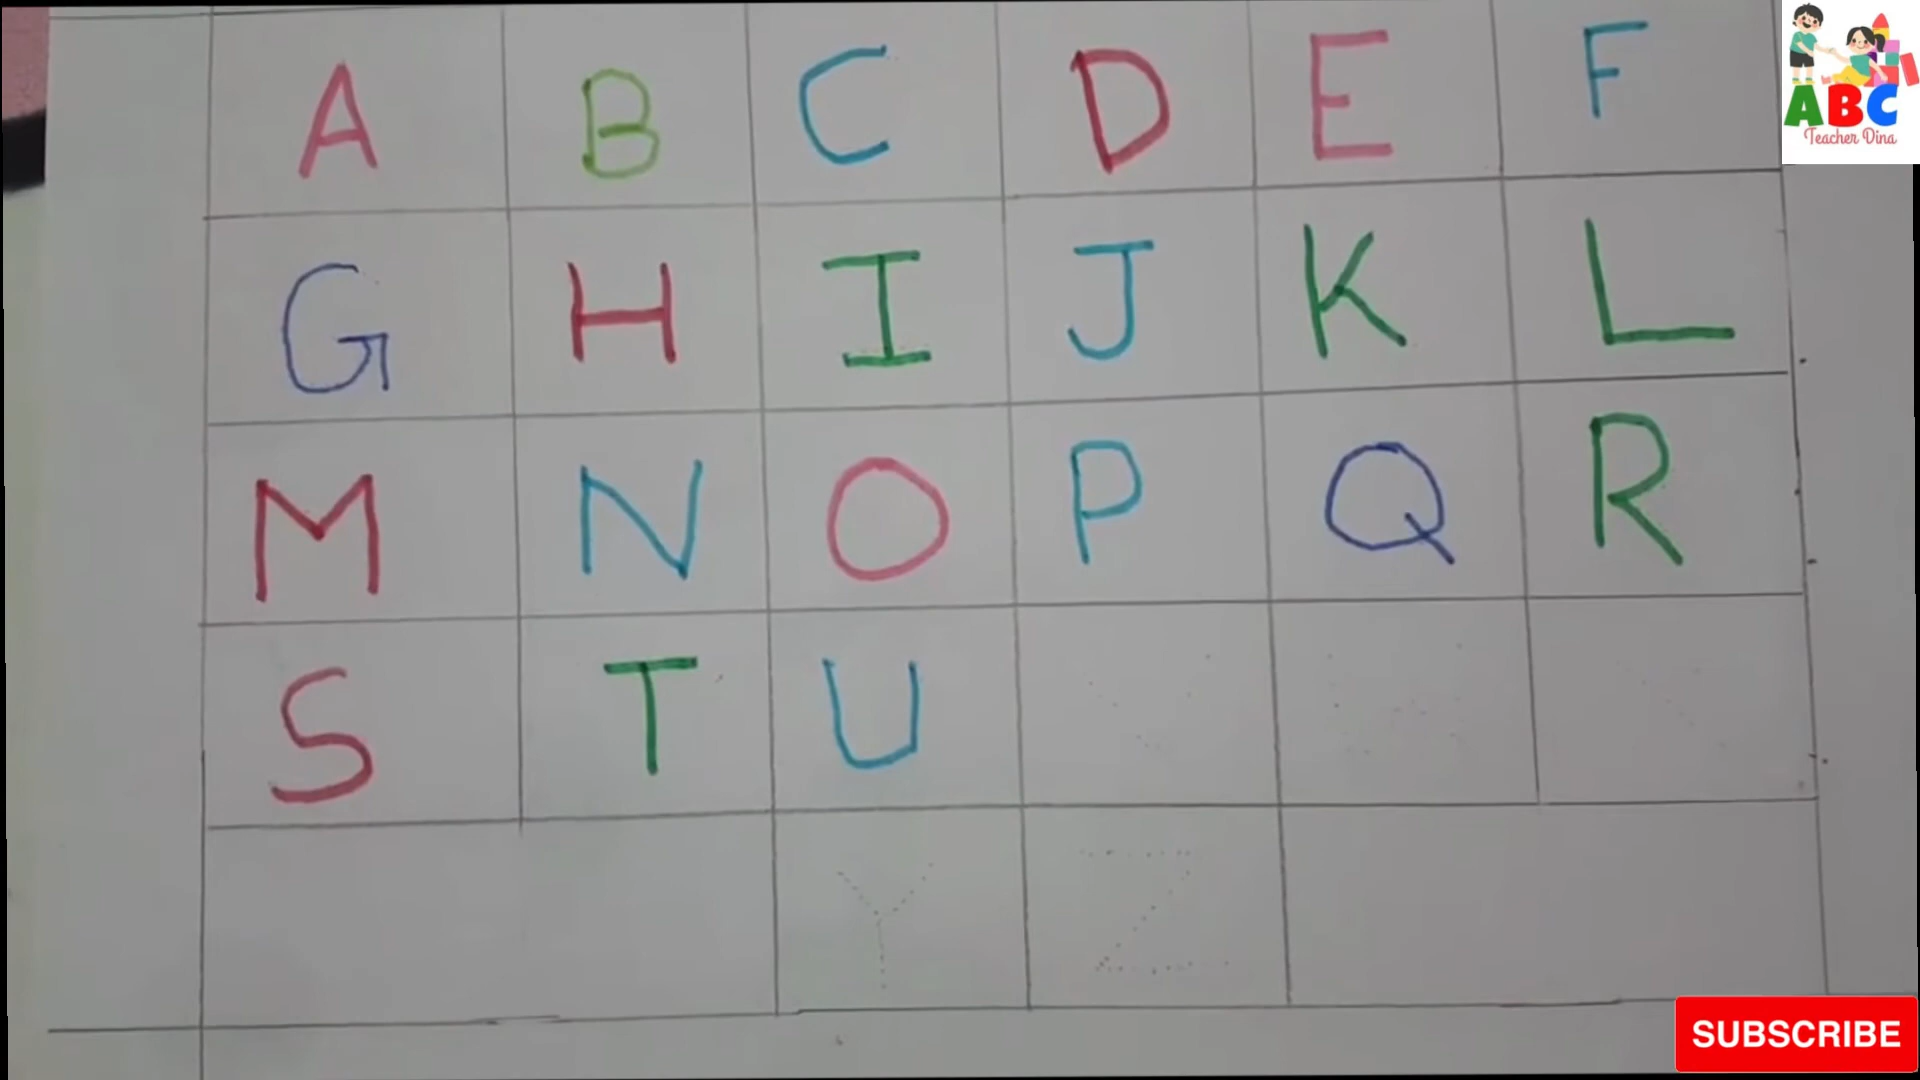 A B C D E F
ABC
Teacher Dina
G H I J K L
M N O P Q R
S T U
Y Z
SUBSCRIBE